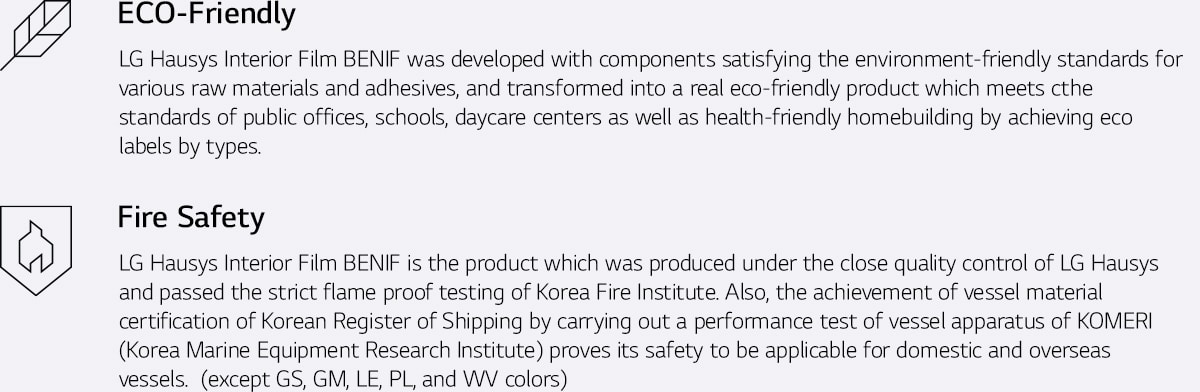 ECO-Friendly
LG Hausys Interior Film BENIF was developed with components satisfying the environment-friendly standards for
various raw materials and adhesives, and transformed into a real eco-friendly product which meets cthe
standards of public offices, schools, daycare centers as well as health-friendly homebuilding by achieving eco
labels by types.
Fire Safety
LG Hausys Interior Film BENIF is the product which was produced under the close quality control of LG Hausys
and passed the strict flame proof testing of Korea Fire Institute. Also, the achievement of vessel material
certification of Korean Register of Shipping by carrying out a performance test of vessel apparatus of KOMERI
(Korea Marine Equipment Research Institute) proves its safety to be applicable for domestic and overseas
vessels. (except GS, GM, LE, PL, and WV colors)